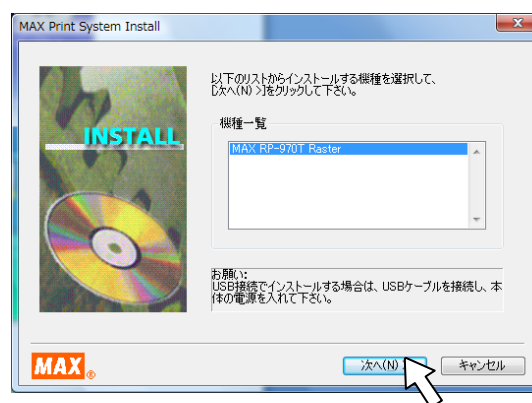 MAX Print System Install
INSTALL
以下のリストからインストールする機種を選択して、
[次へ(N) >]をクリックして下さい。
機種一覧
MAX RP-970T Raster
お願い:
USB接続でインストールする場合は、USBケーブルを接続し、本
体の電源を入れて下さい。
MAX®
次へ(N)
キャンセル